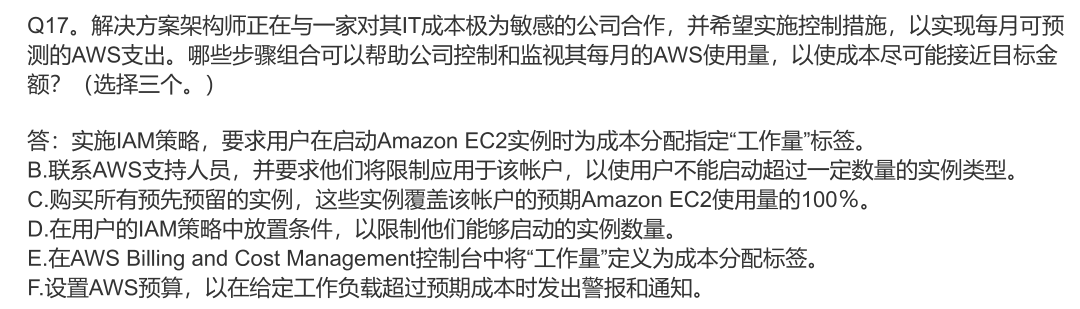 Q17。解决方案架构师正在与一家对其IT成本极为敏感的公司合作，并希望实施控制措施，以实现每月可预
测的AWS支出。哪些步骤组合可以帮助公司控制和监视其每月的AWS使用量，以使成本尽可能接近目标金
额？（选择三个。）
答：实施IAM策略，要求用户在启动Amazon EC2实例时为成本分配指定“工作量”标签。
B.联系AWS支持人员，并要求他们将限制应用于该帐户，以使用户不能启动超过一定数量的实例类型。
C.购买所有预先预留的实例，这些实例覆盖该帐户的预期Amazon EC2使用量的100％。
D.在用户的IAM策略中放置条件，以限制他们能够启动的实例数量。
E.在AWS Billing and Cost Management控制台中将“工作量”定义为成本分配标签。
F.设置AWS预算，以在给定工作负载超过预期成本时发出警报和通知。